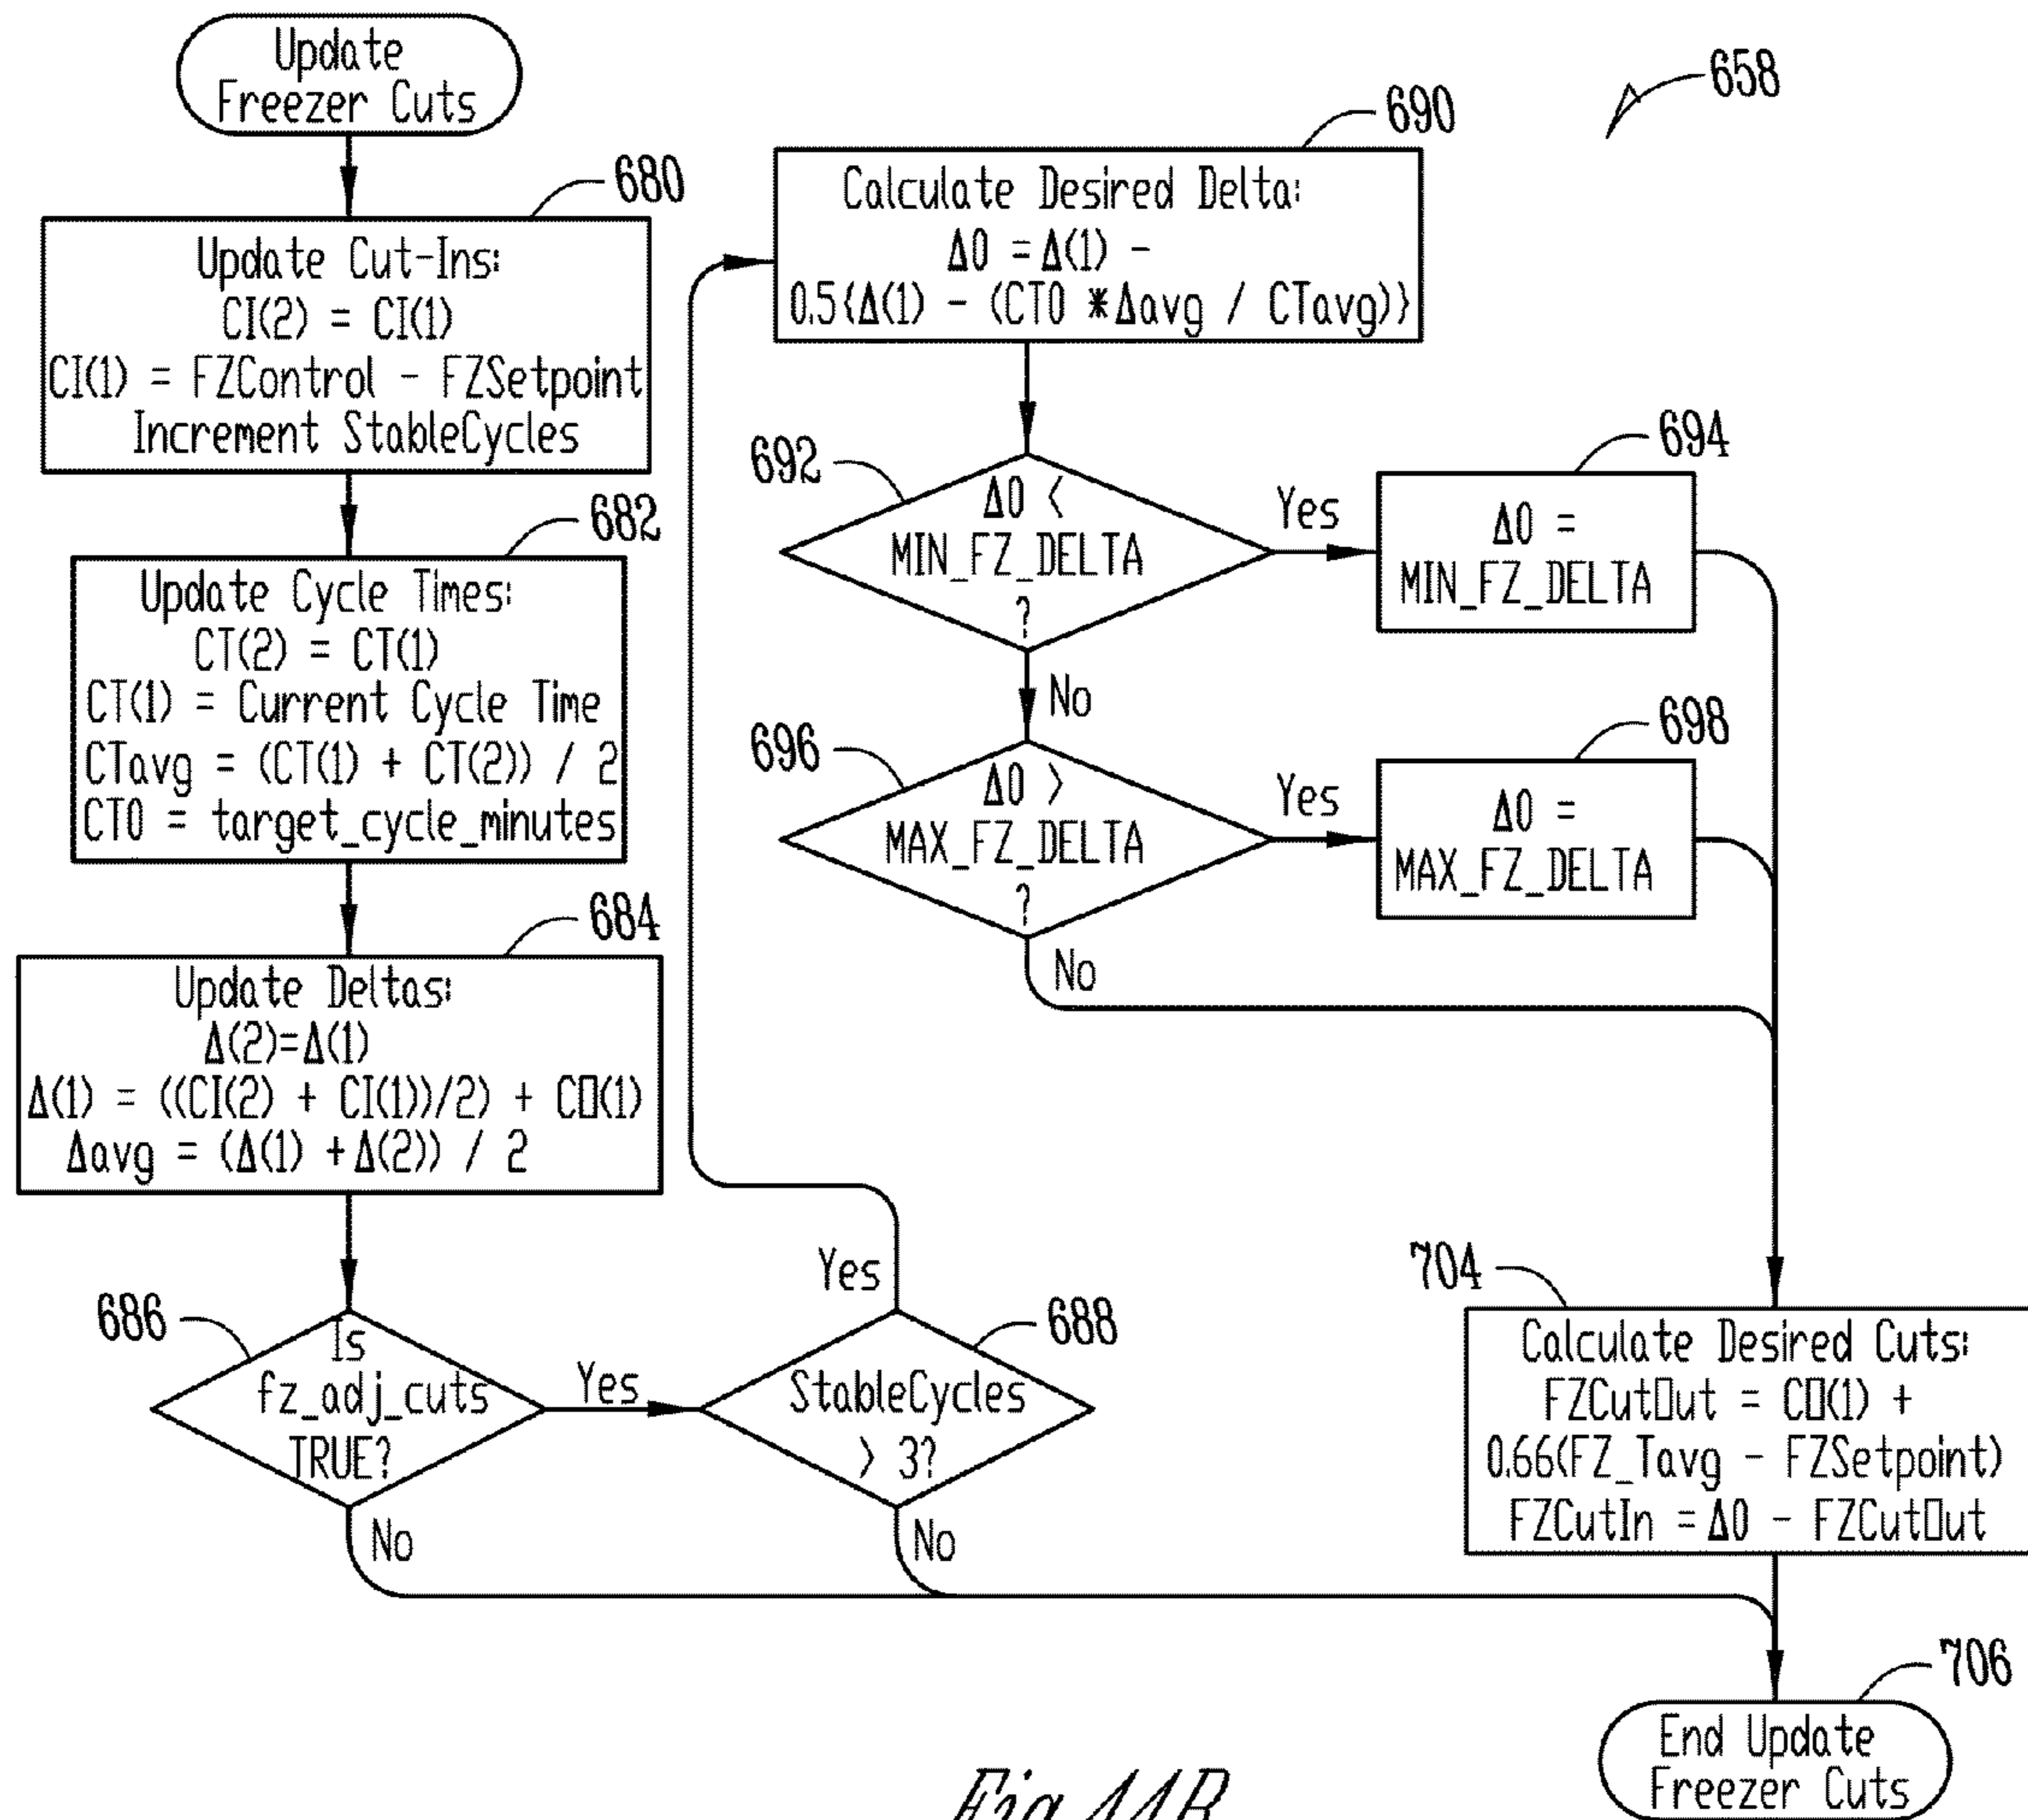 Update
Freezer Cuts
658
680
Update Cut-Ins:
CI(2) = CI(1)
CI(1) = FZControl - FZSetpoint
Increment StableCycles
682
Update Cycle Times:
CT(2) = CT(1)
CT(1) = Current Cycle Time
CTavg = (CT(1) + CT(2)) / 2
CT0 = target_cycle_minutes
684
Update Deltas:
Δ(2)=Δ(1)
Δ(1) = ((CI(2) + CI(1))/2) + CO(1)
Δavg = (Δ(1) +Δ(2)) / 2
686
Is
fz_adj_cuts
TRUE?
Yes
No
688
StableCycles
> 3?
Yes
No
690
Calculate Desired Delta:
Δ0 =Δ(1) -
0.5{Δ(1) - (CT0 *Δavg / CTavg)}
692
Δ0 <
MIN_FZ_DELTA
?
Yes
No
694
Δ0 =
MIN_FZ_DELTA
696
Δ0 >
MAX_FZ_DELTA
?
Yes
No
698
Δ0 =
MAX_FZ_DELTA
704
Calculate Desired Cuts:
FZCutOut = CO(1) +
0.66(FZ_Tavg - FZSetpoint)
FZCutIn =Δ0 - FZCutOut
706
End Update
Freezer Cuts
Fig.11B